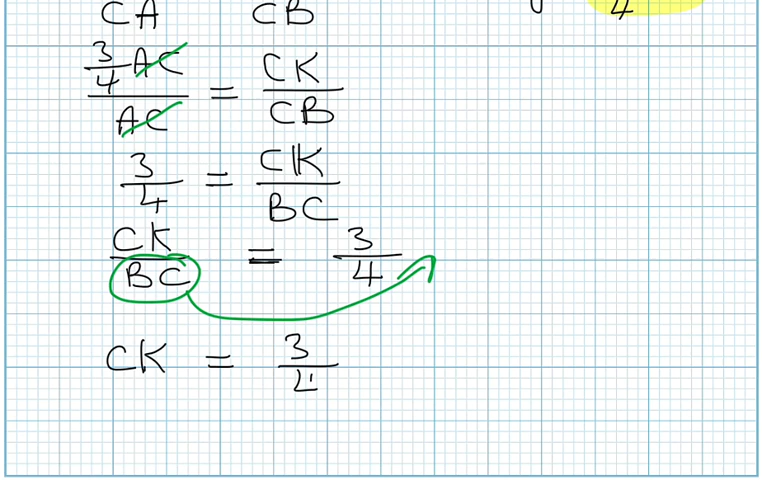 CA CB 4
3/4 AC / AC = CK / CB
3/4 = CK / BC
CK / BC = 3/4
CK = 3/4